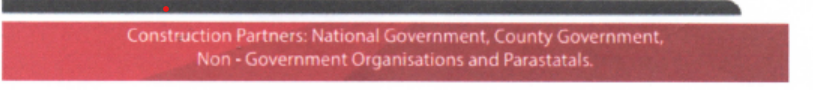 Construction Partners: National Government, County Government,
Non - Government Organisations and Parastatals.